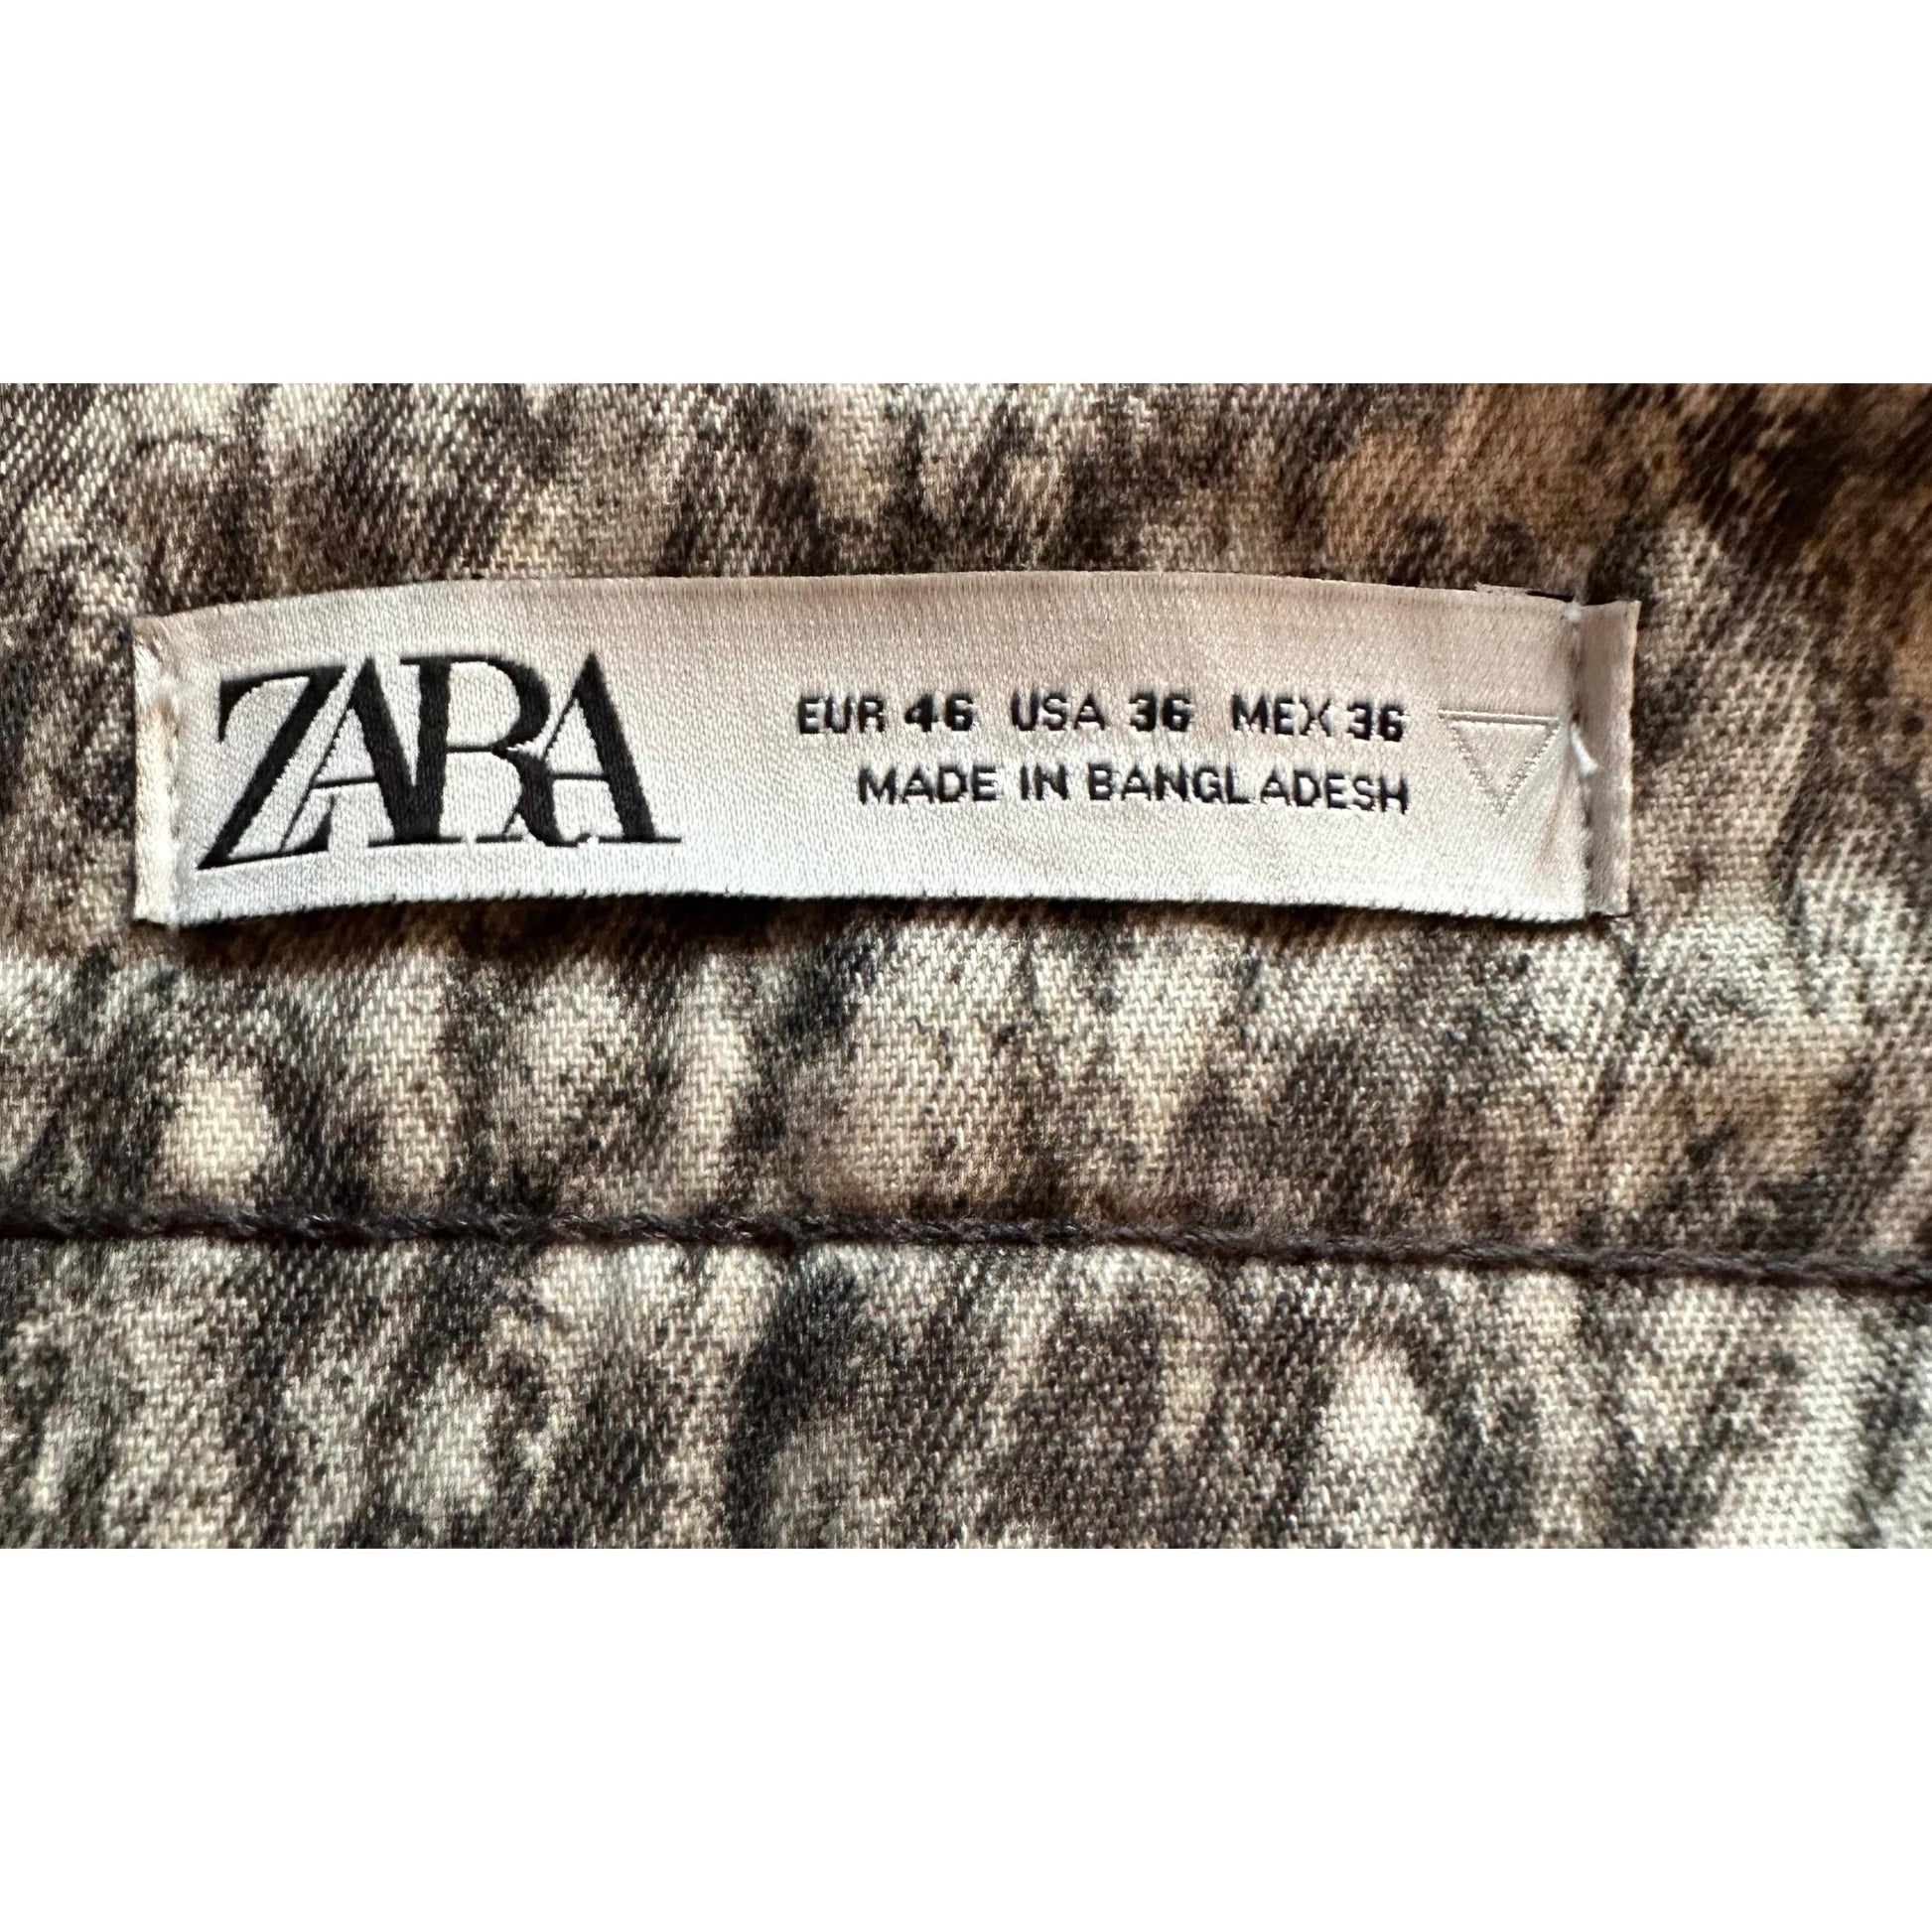 ZARA
EUR 46 USA 36 MEX 36
MADE IN BANGLADESH